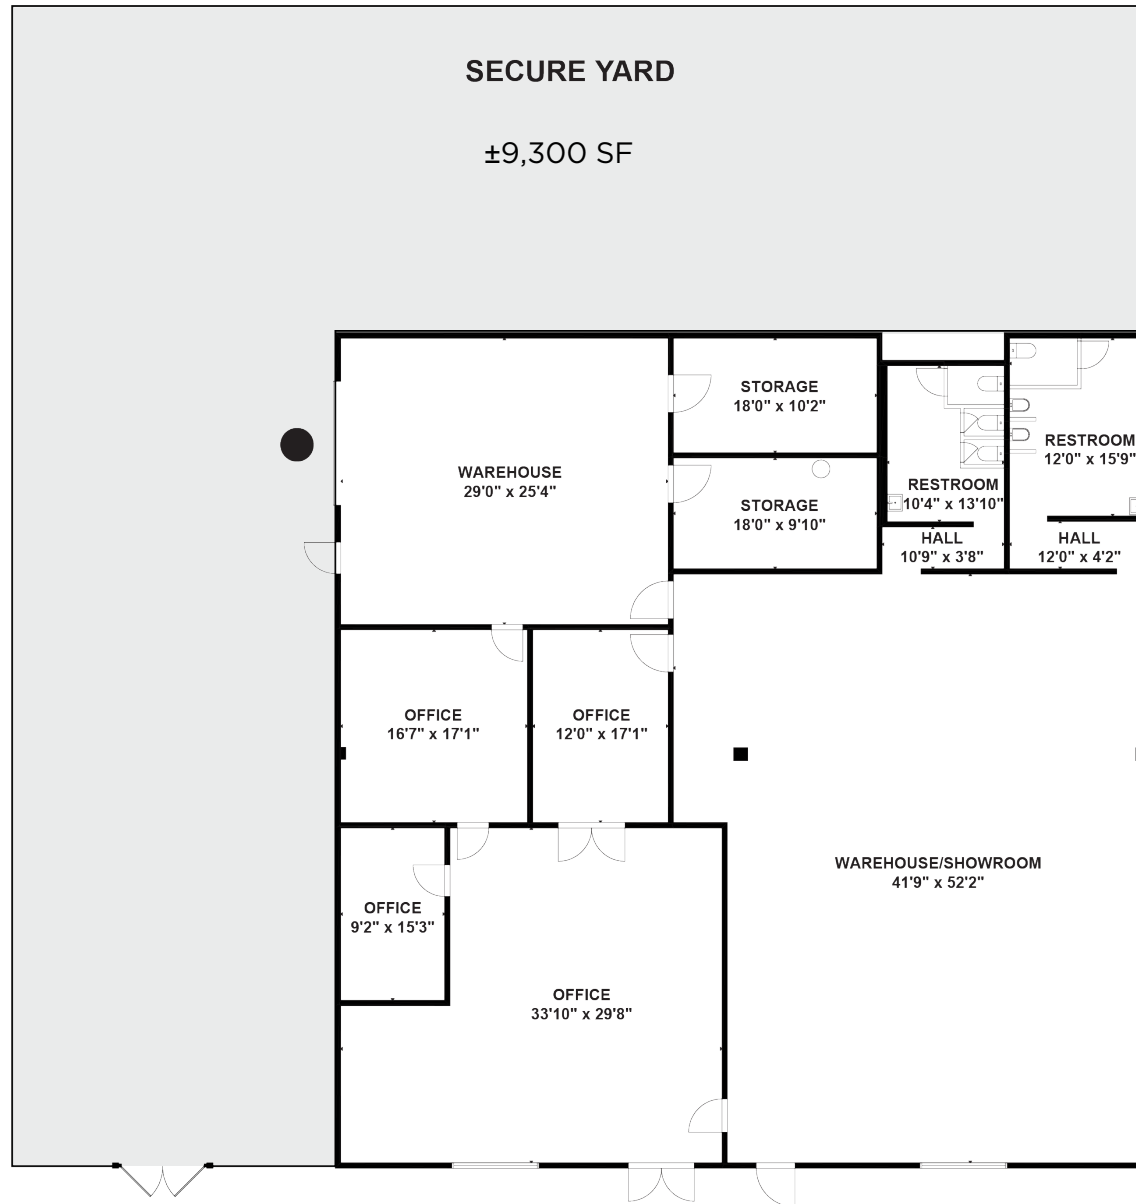 SECURE YARD
±9,300 SF
STORAGE
18'0" x 10'2"
WAREHOUSE
29'0" x 25'4"
STORAGE
18'0" x 9'10"
RESTROOM
10'4" x 13'10"
RESTROOM
12'0" x 15'9"
HALL
10'9" x 3'8"
HALL
12'0" x 4'2"
OFFICE
16'7" x 17'1"
OFFICE
12'0" x 17'1"
WAREHOUSE/SHOWROOM
41'9" x 52'2"
OFFICE
9'2" x 15'3"
OFFICE
33'10" x 29'8"